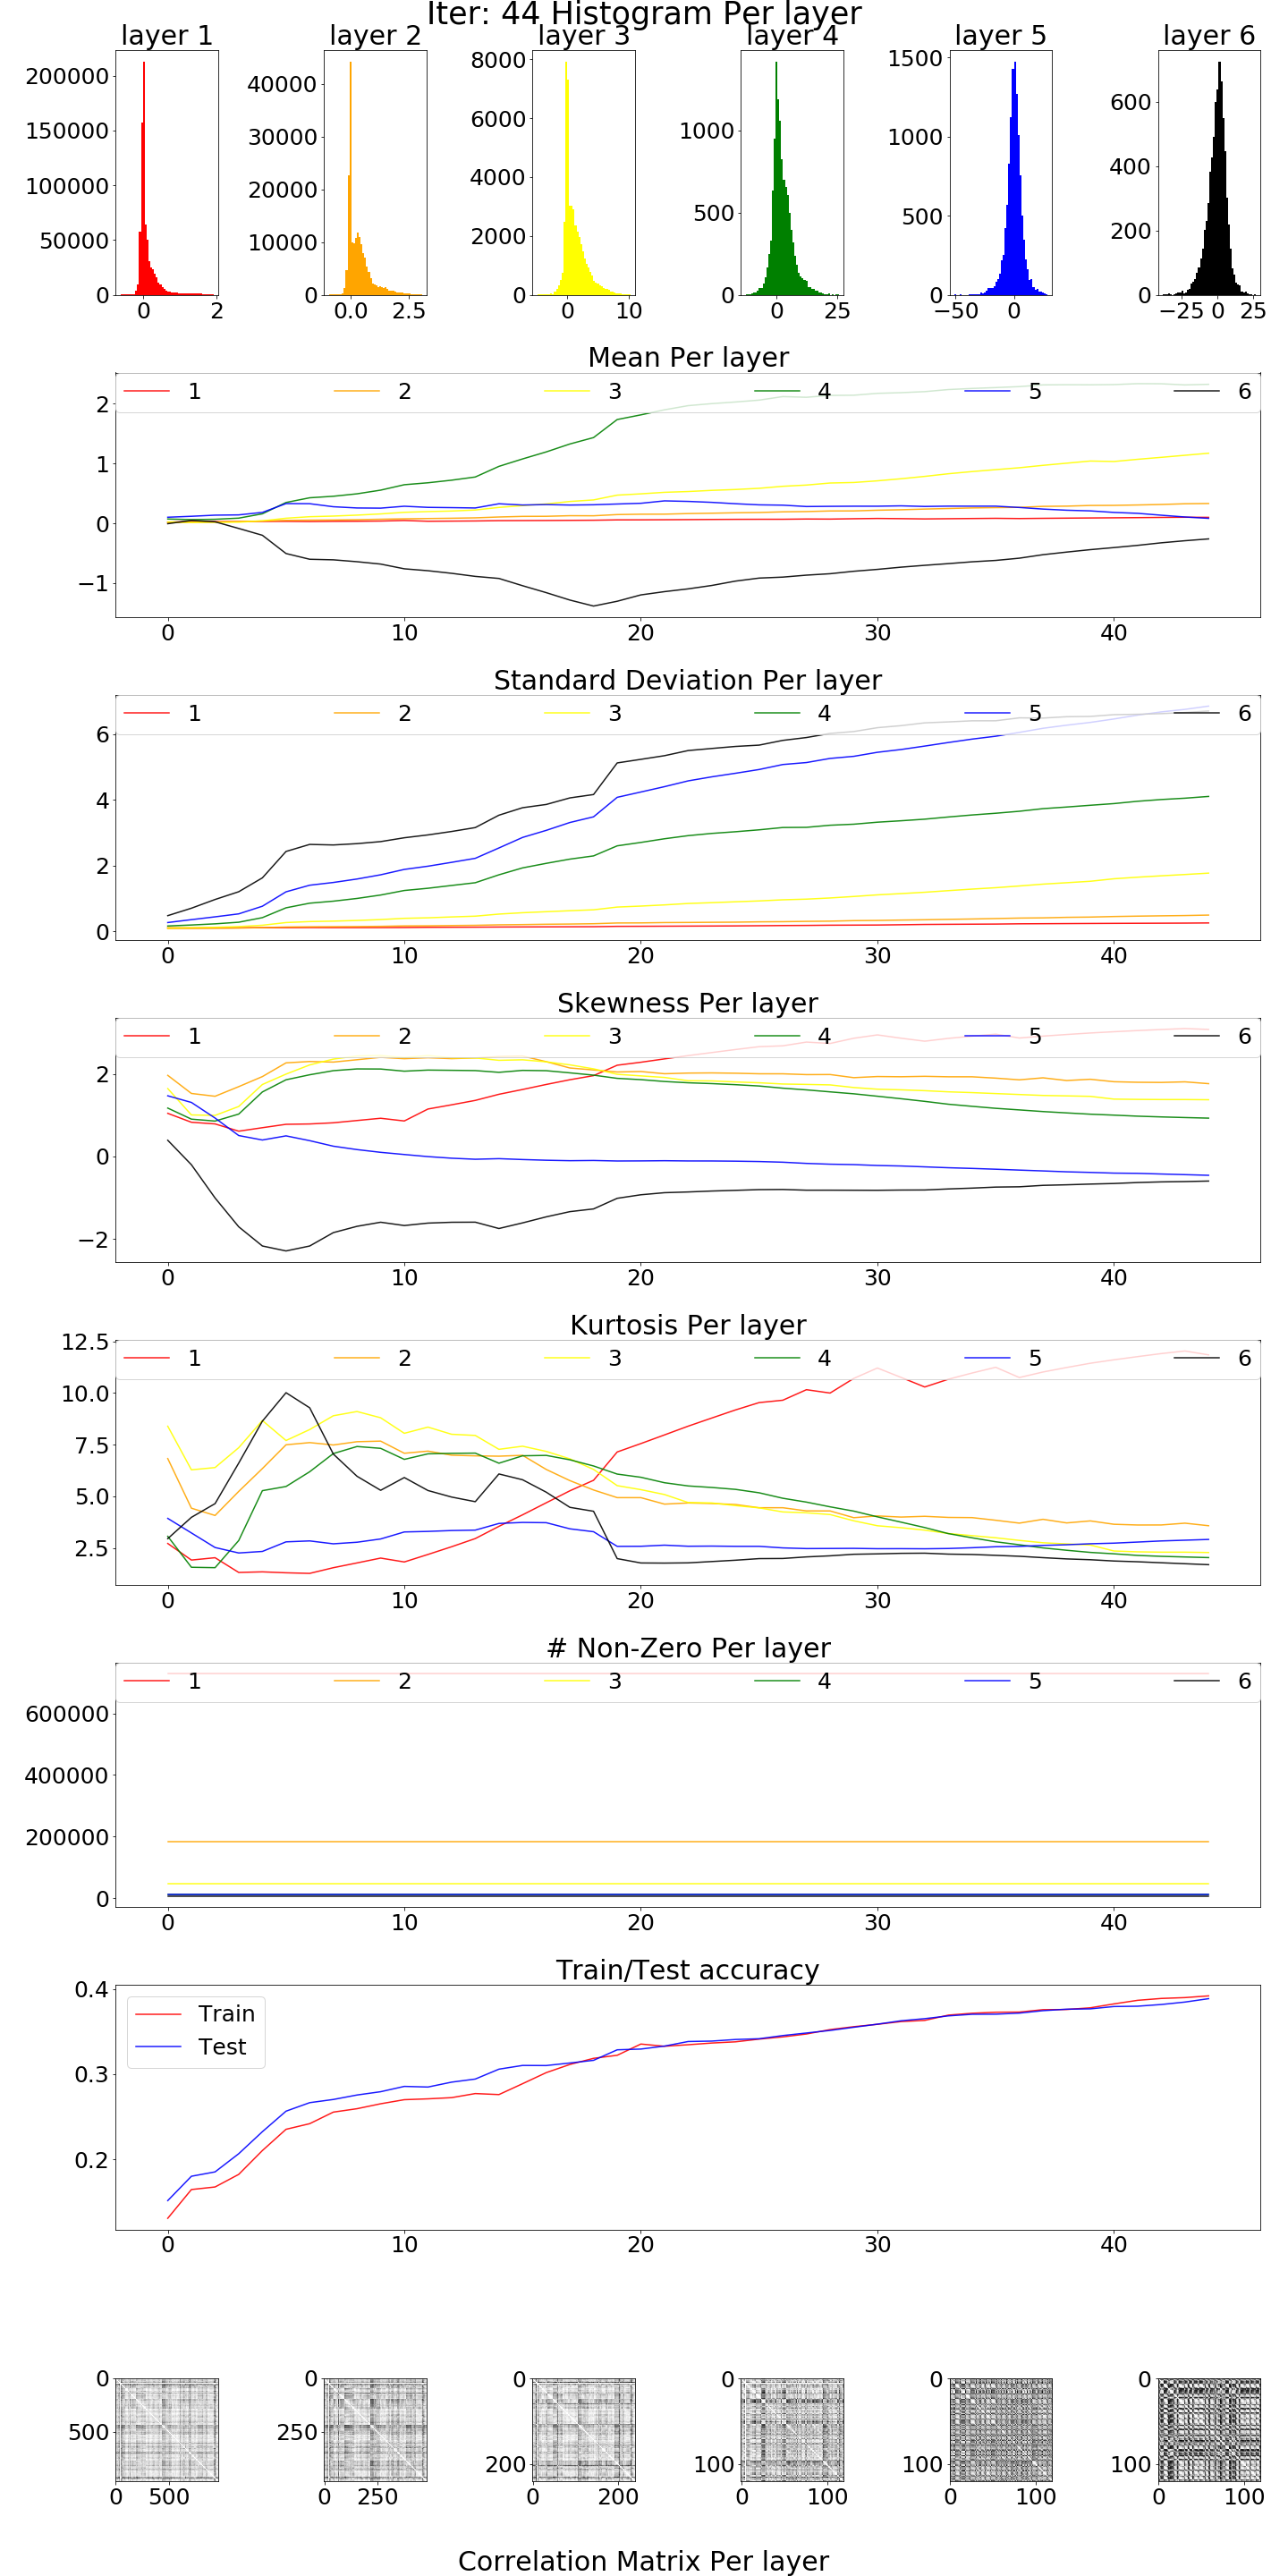 Iter: 44 Histogram Per layer
layer 1 layer 2 layer 3 layer 4 layer 5 layer 6
200000 150000 100000 50000 0
0 2
40000 30000 20000 10000 0
0.0 2.5
8000 6000 4000 2000 0
0 10
1000 500 0
0 25
1500 1000 500 0
−50 0
600 400 200 0
−25 0 25
Mean Per layer
1 2 3 4 5 6
2
1
0
−1
0 10 20 30 40
Standard Deviation Per layer
1 2 3 4 5 6
6
4
2
0
0 10 20 30 40
Skewness Per layer
1 2 3 4 5 6
2
0
−2
0 10 20 30 40
Kurtosis Per layer
12.5
1 2 3 4 5 6
10.0
7.5
5.0
2.5
0 10 20 30 40
# Non-Zero Per layer
1 2 3 4 5 6
600000
400000
200000
0
0 10 20 30 40
Train/Test accuracy
0.4
Train
Test
0.3
0.2
0 10 20 30 40
0 0 0 0 0 0
500 250 200 100 100 100
0 500 0 250 0 200 0 100 0 100 0 100
Correlation Matrix Per layer